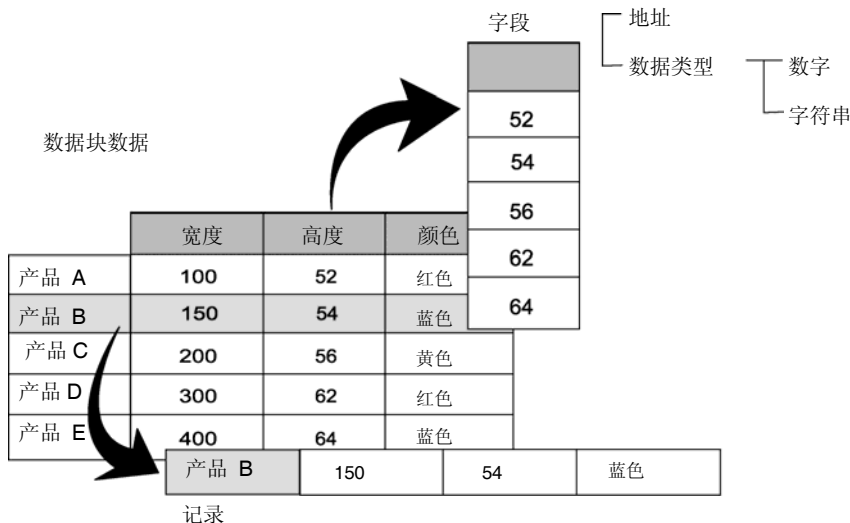 字段
地址
数据类型
数字
字符串
52
54
56
62
64
数据块数据
宽度 高度 颜色
产品 A 100 52 红色
产品 B 150 54 蓝色
产品 C 200 56 黄色
产品 D 300 62 红色
产品 E 400 64 蓝色
产品 B 150 54 蓝色
记录